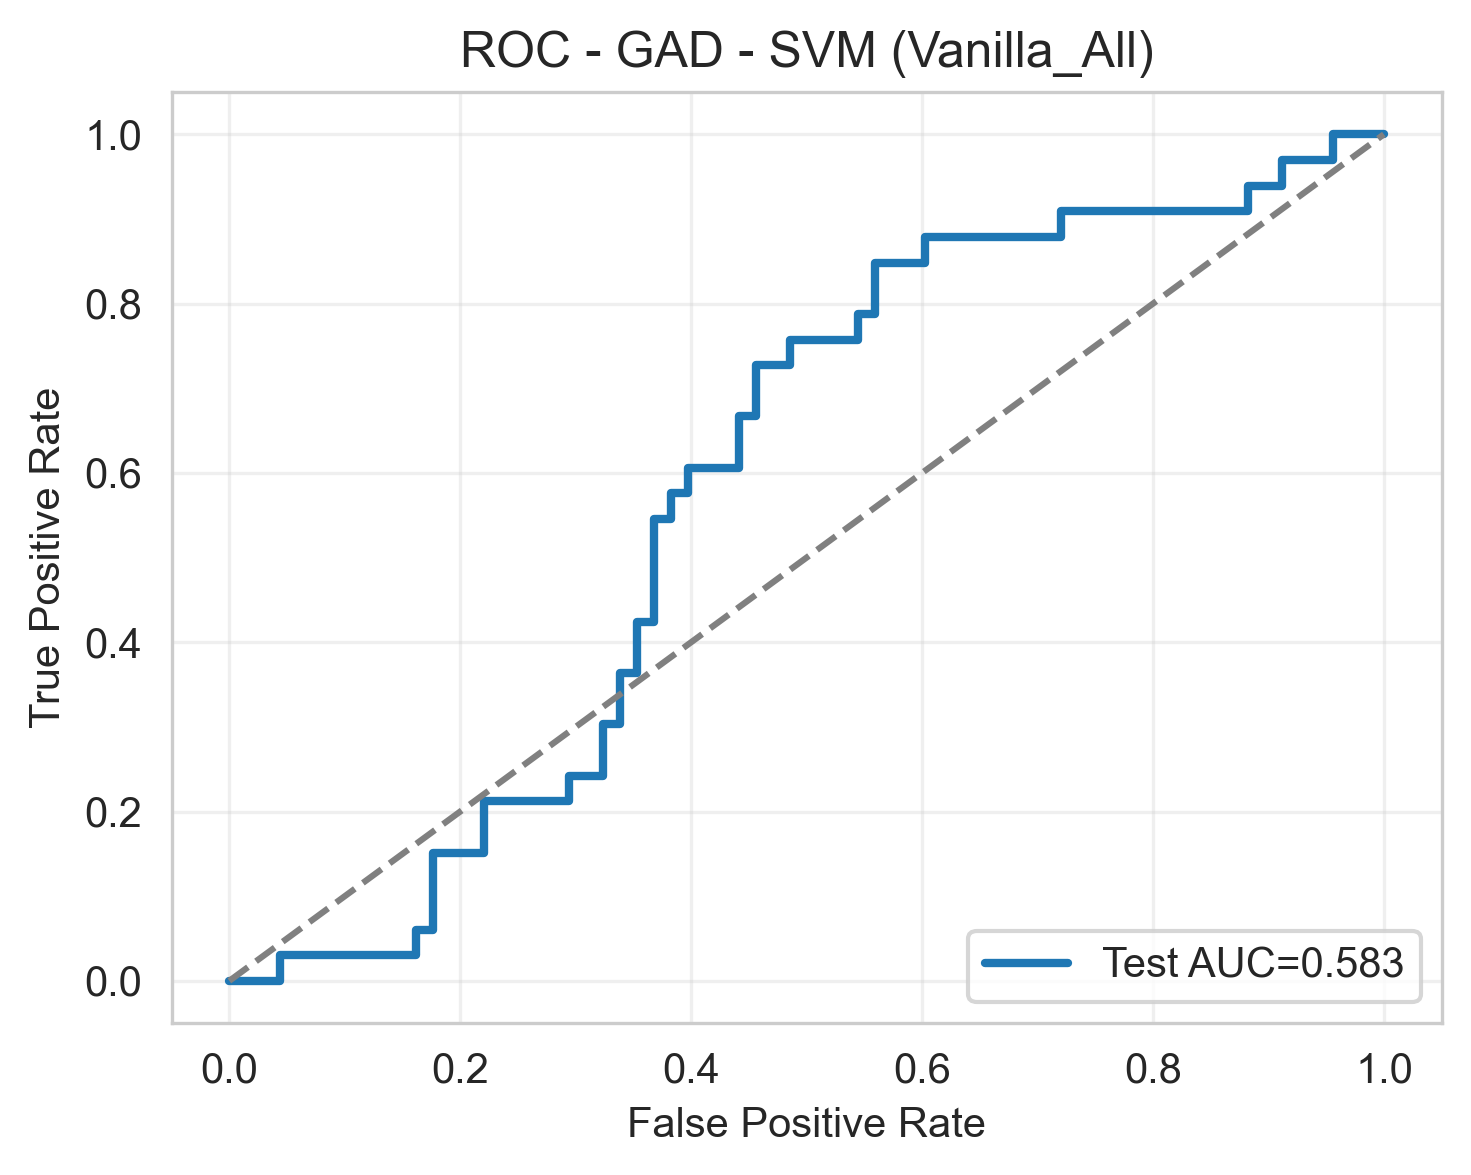 ROC - GAD - SVM (Vanilla_All)
True Positive Rate
1.0
0.8
0.6
0.4
0.2
0.0
Test AUC=0.583
0.0 0.2 0.4 0.6 0.8 1.0
False Positive Rate